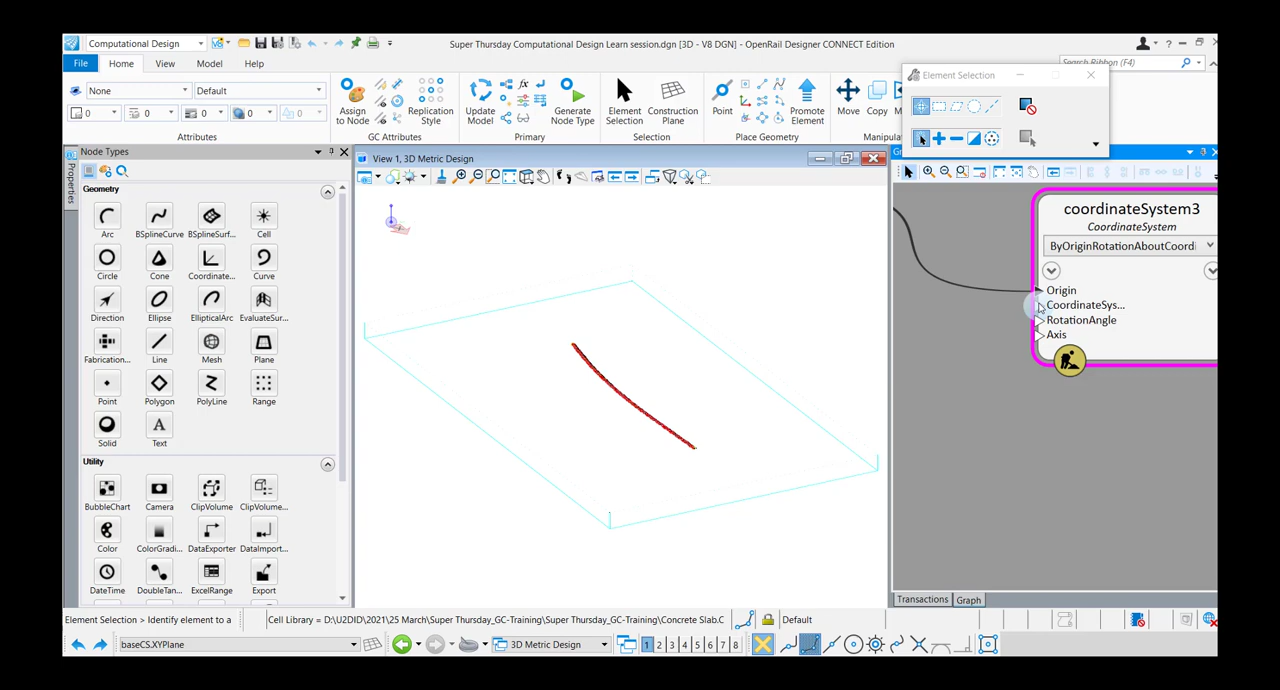 Computational Design
Super Thursday Computational Design Learn session.dgn [3D - V8 DGN] - OpenRail Designer CONNECT Edition
File
Home
View
Model
Help
Search Ribbon (F4)
None
Default
0
0
0
0
0
Attributes
Assign
to Node
Replication
Style
GC Attributes
Update
Model
Generate
Node Type
Primary
Element
Selection
Construction
Plane
Selection
Point
Promote
Element
Place Geometry
Move
Copy
Manipul
Element Selection
Node Types
Properties
Geometry
Arc
BSplineCurve
BSplineSurf...
Cell
Circle
Cone
Coordinate...
Curve
Direction
Ellipse
EllipticalArc
EvaluateSur...
Fabrication...
Line
Mesh
Plane
Point
Polygon
PolyLine
Range
Solid
Text
Utility
BubbleChart
Camera
ClipVolume
ClipVolume...
Color
ColorGradi...
DataExporter
DataImport...
DateTime
DoubleTan...
ExcelRange
Export
View 1, 3D Metric Design
coordinateSystem3
CoordinateSystem
ByOriginRotationAboutCoordi
Origin
CoordinateSys...
RotationAngle
Axis
Transactions
Graph
Element Selection > Identify element to a
Cell Library = D:\U2DID\2021\25 March\Super Thursday_GC-Training\Super Thursday_GC-Training\Concrete Slab.C
Default
baseCS.XYPlane
3D Metric Design
1 2 3 4 5 6 7 8